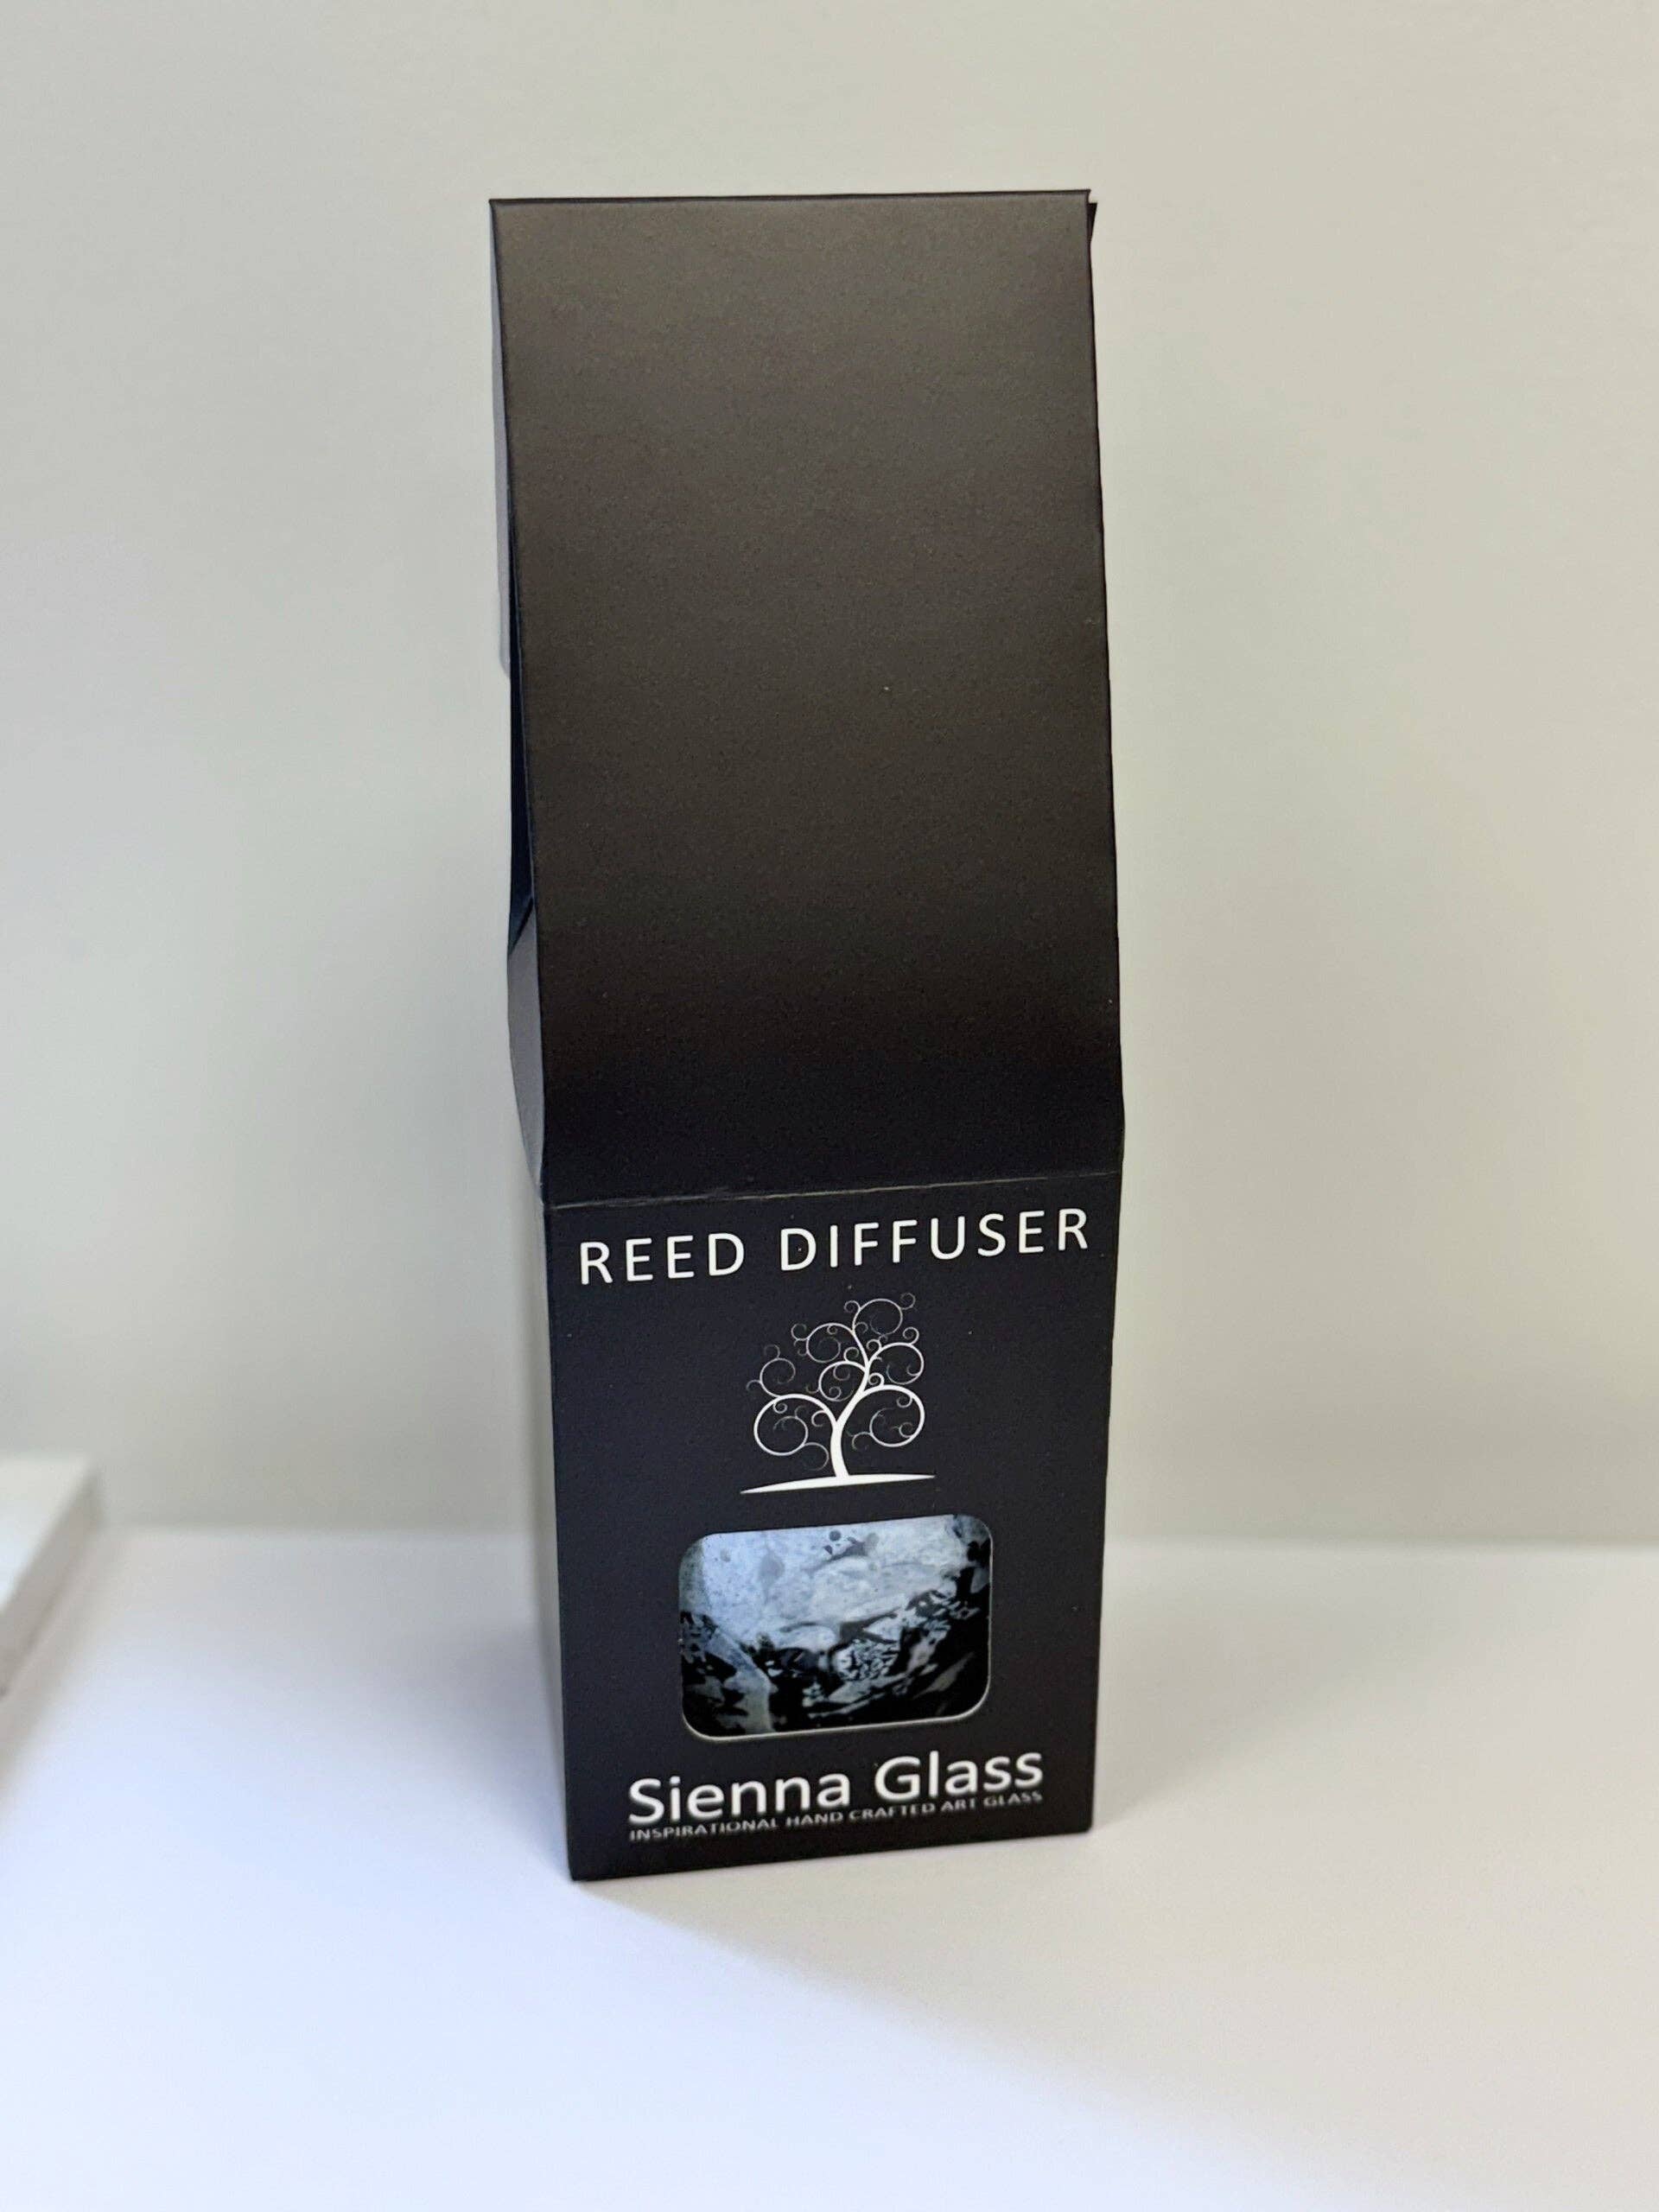 REED DIFFUSER
Sienna Glass
INSPIRATIONAL HAND CRAFTED ART GLASS